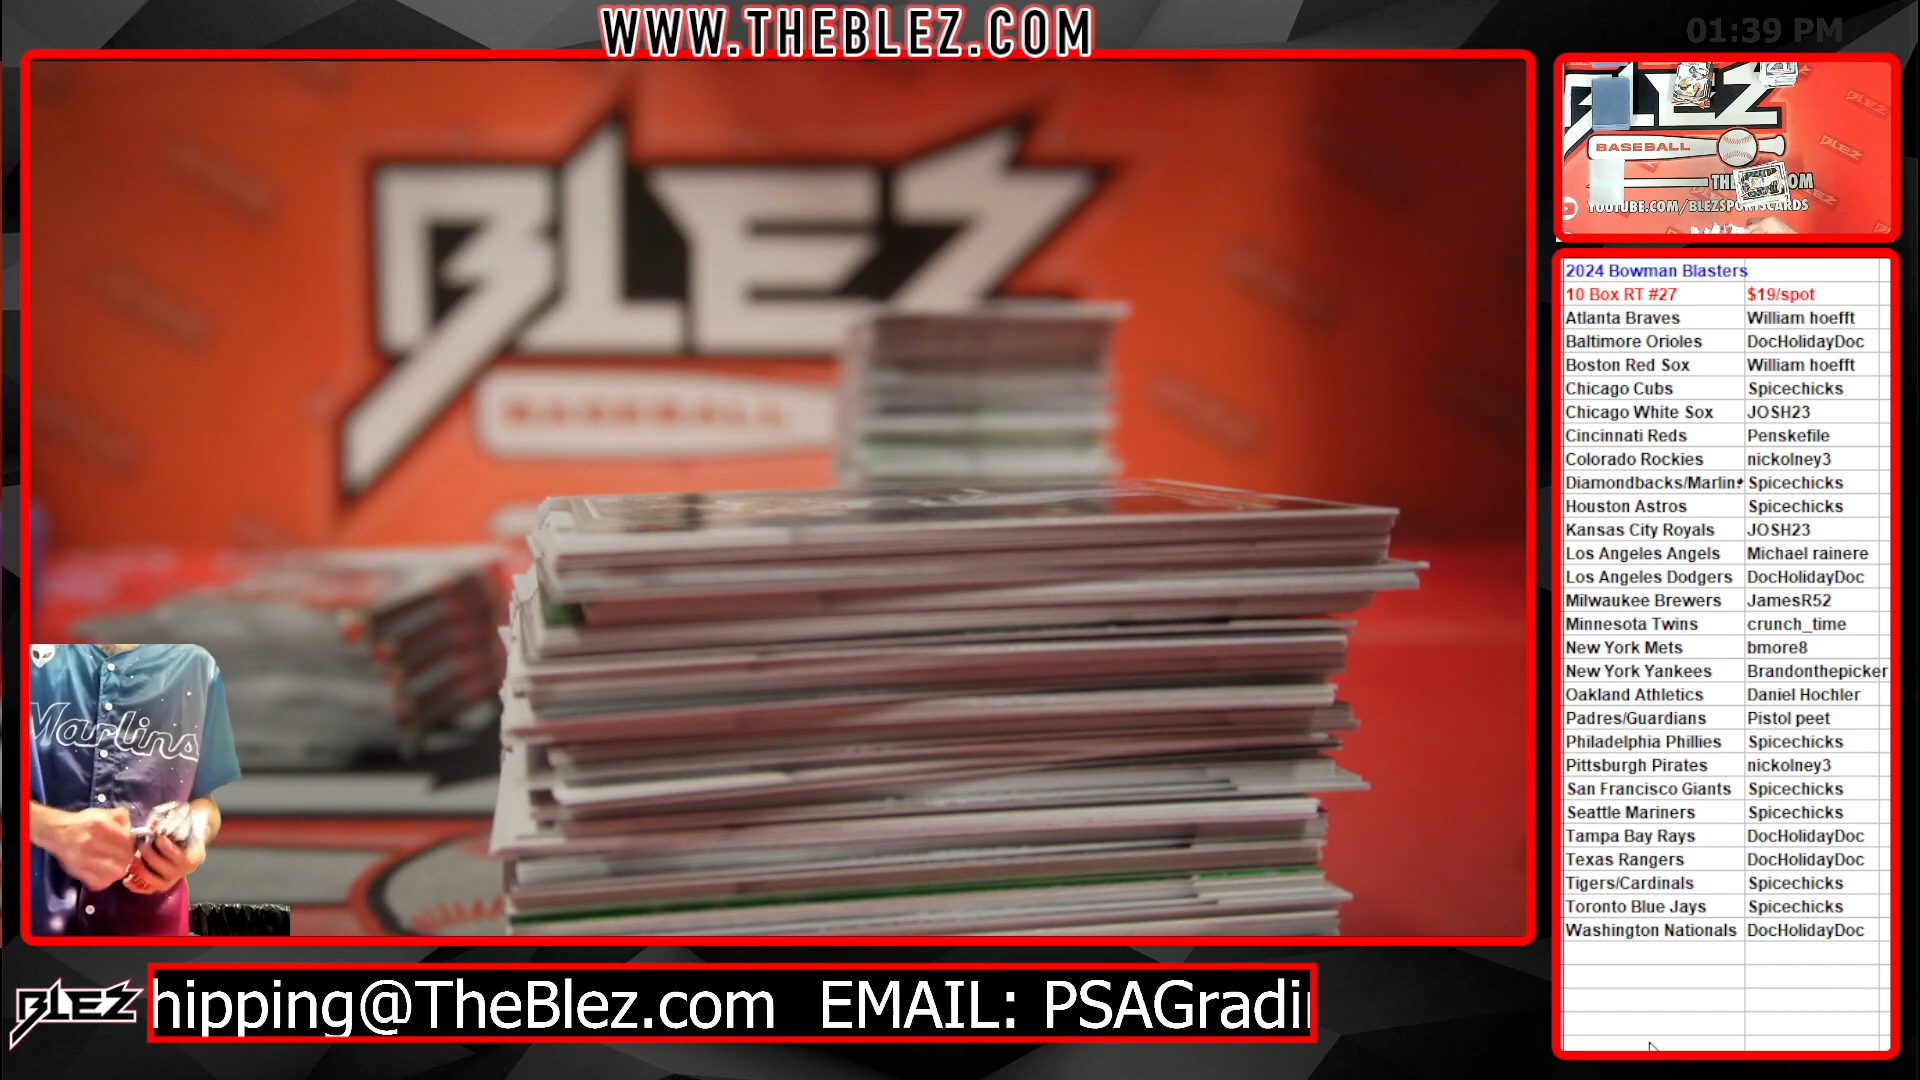 WWW.THEBLEZ.COM
01:39 PM
BLEZ
BASEBALL
Marlins
BLEZ
BASEBALL
YOUTUBE.COM/BLEZSPORTSCARDS
2024 Bowman Blasters
10 Box RT #27 $19/spot
Atlanta Braves William hoefft
Baltimore Orioles DocHolidayDoc
Boston Red Sox William hoefft
Chicago Cubs Spicechicks
Chicago White Sox JOSH23
Cincinnati Reds Penskefile
Colorado Rockies nickolney3
Diamondbacks/Marlins Spicechicks
Houston Astros Spicechicks
Kansas City Royals JOSH23
Los Angeles Angels Michael rainere
Los Angeles Dodgers DocHolidayDoc
Milwaukee Brewers JamesR52
Minnesota Twins crunch_time
New York Mets bmore8
New York Yankees Brandonthepicker
Oakland Athletics Daniel Hochler
Padres/Guardians Pistol peet
Philadelphia Phillies Spicechicks
Pittsburgh Pirates nickolney3
San Francisco Giants Spicechicks
Seattle Mariners Spicechicks
Tampa Bay Rays DocHolidayDoc
Texas Rangers DocHolidayDoc
Tigers/Cardinals Spicechicks
Toronto Blue Jays Spicechicks
Washington Nationals DocHolidayDoc
BLEZ
hipping@TheBlez.com EMAIL: PSAGradi